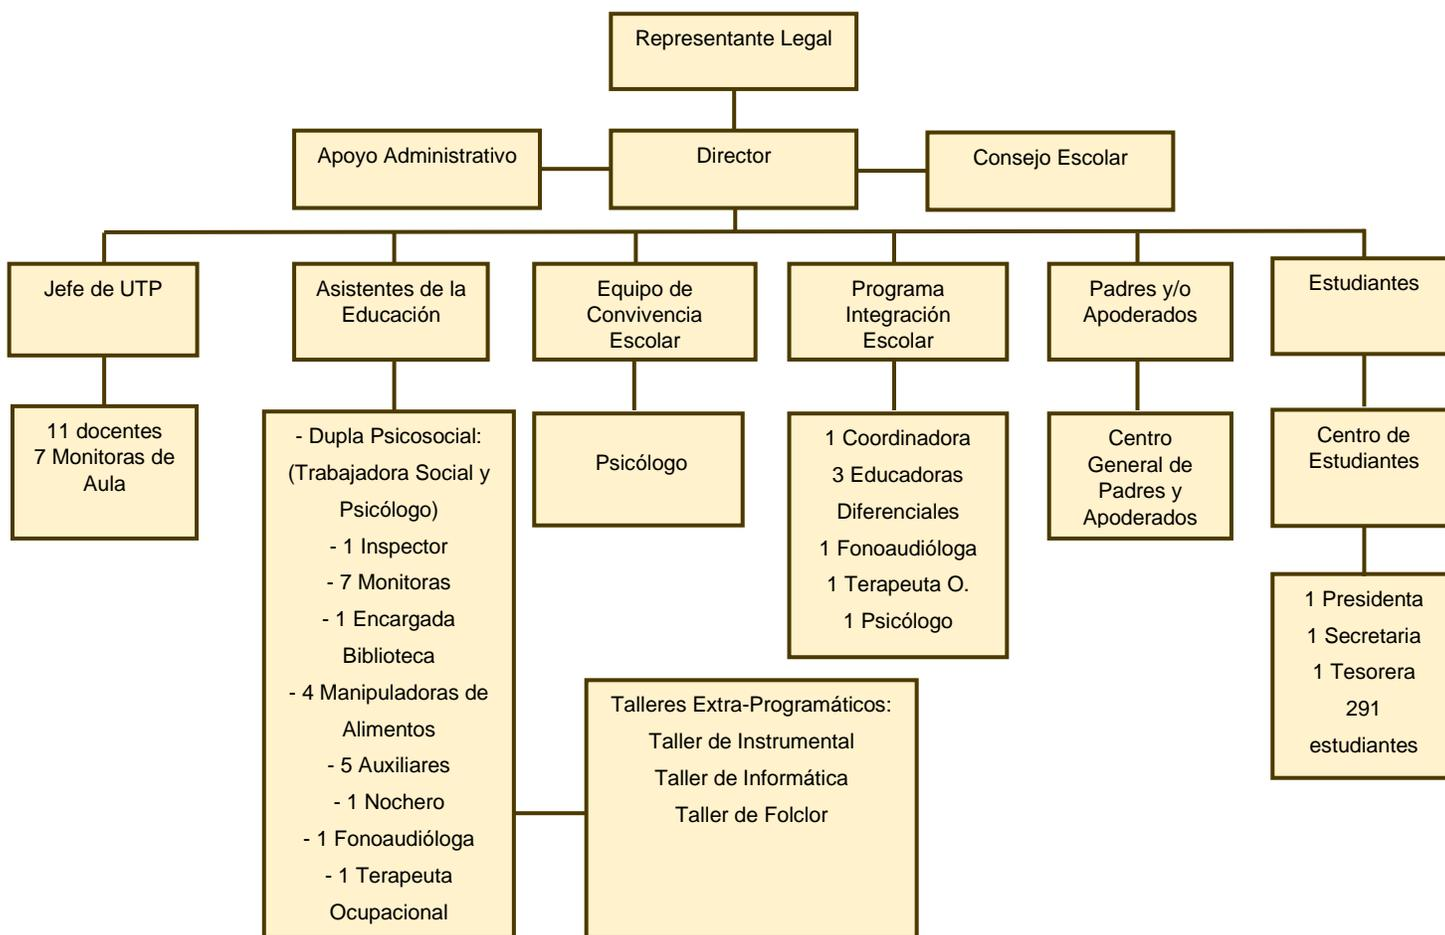 Representante Legal
Apoyo Administrativo
Director
Consejo Escolar
Jefe de UTP
Asistentes de la
Educación
Equipo de
Convivencia
Escolar
Programa
Integración
Escolar
Padres y/o
Apoderados
Estudiantes
11 docentes
7 Monitoras de
Aula
- Dupla Psicosocial:
(Trabajadora Social y
Psicólogo)
- 1 Inspector
- 7 Monitoras
- 1 Encargada
Biblioteca
- 4 Manipuladoras de
Alimentos
- 5 Auxiliares
- 1 Nochero
- 1 Fonoaudióloga
- 1 Terapeuta
Ocupacional
Psicólogo
1 Coordinadora
3 Educadoras
Diferenciales
1 Fonoaudióloga
1 Terapeuta O.
1 Psicólogo
Centro
General de
Padres y
Apoderados
Centro de
Estudiantes
1 Presidenta
1 Secretaria
1 Tesorera
291
estudiantes
Talleres Extra-Programáticos:
Taller de Instrumental
Taller de Informática
Taller de Folclor